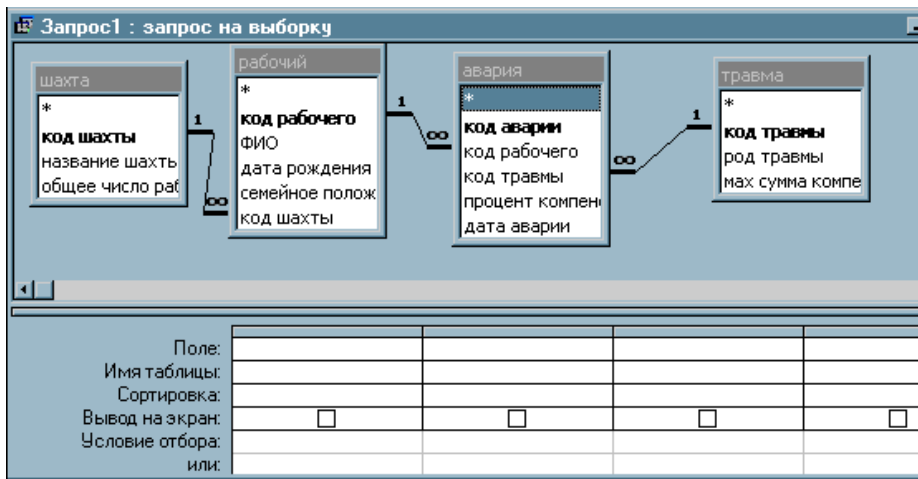 Запрос1 : запрос на выборку
шахта
*
код шахты
название шахть
общее число раб
рабочий
*
код рабочего
ФИО
дата рождения
семейное полож
код шахты
авария
*
код аварии
код рабочего
код травмы
процент компен
дата аварии
травма
*
код травмы
род травмы
мах сумма компе
1
∞
1
∞
1
∞
Поле:
Имя таблицы:
Сортировка:
Вывод на экран:
Условие отбора:
или: